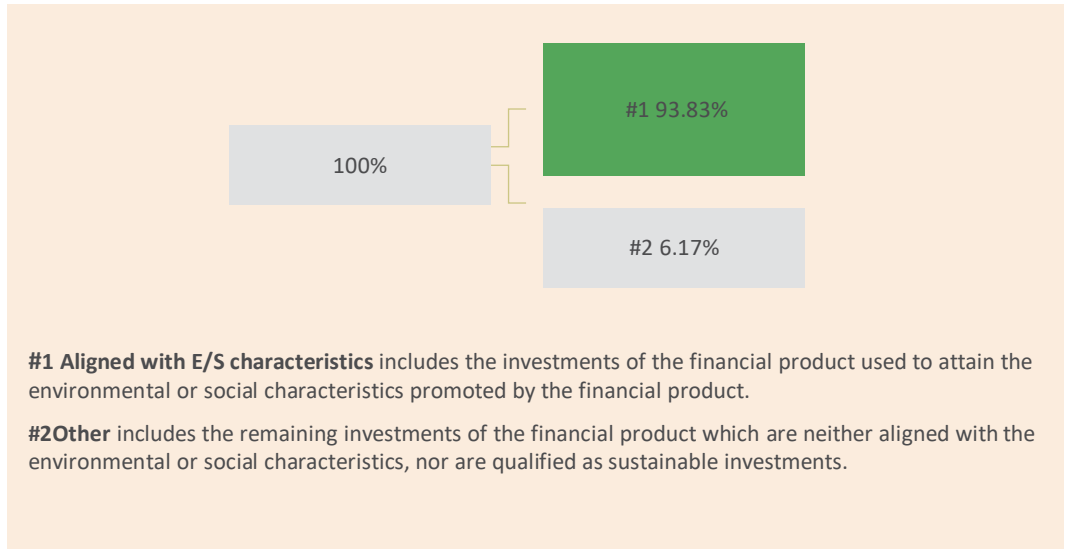 #1 93.83%
100%
#2 6.17%
#1 Aligned with E/S characteristics includes the investments of the financial product used to attain the
environmental or social characteristics promoted by the financial product.
#2Other includes the remaining investments of the financial product which are neither aligned with the
environmental or social characteristics, nor are qualified as sustainable investments.